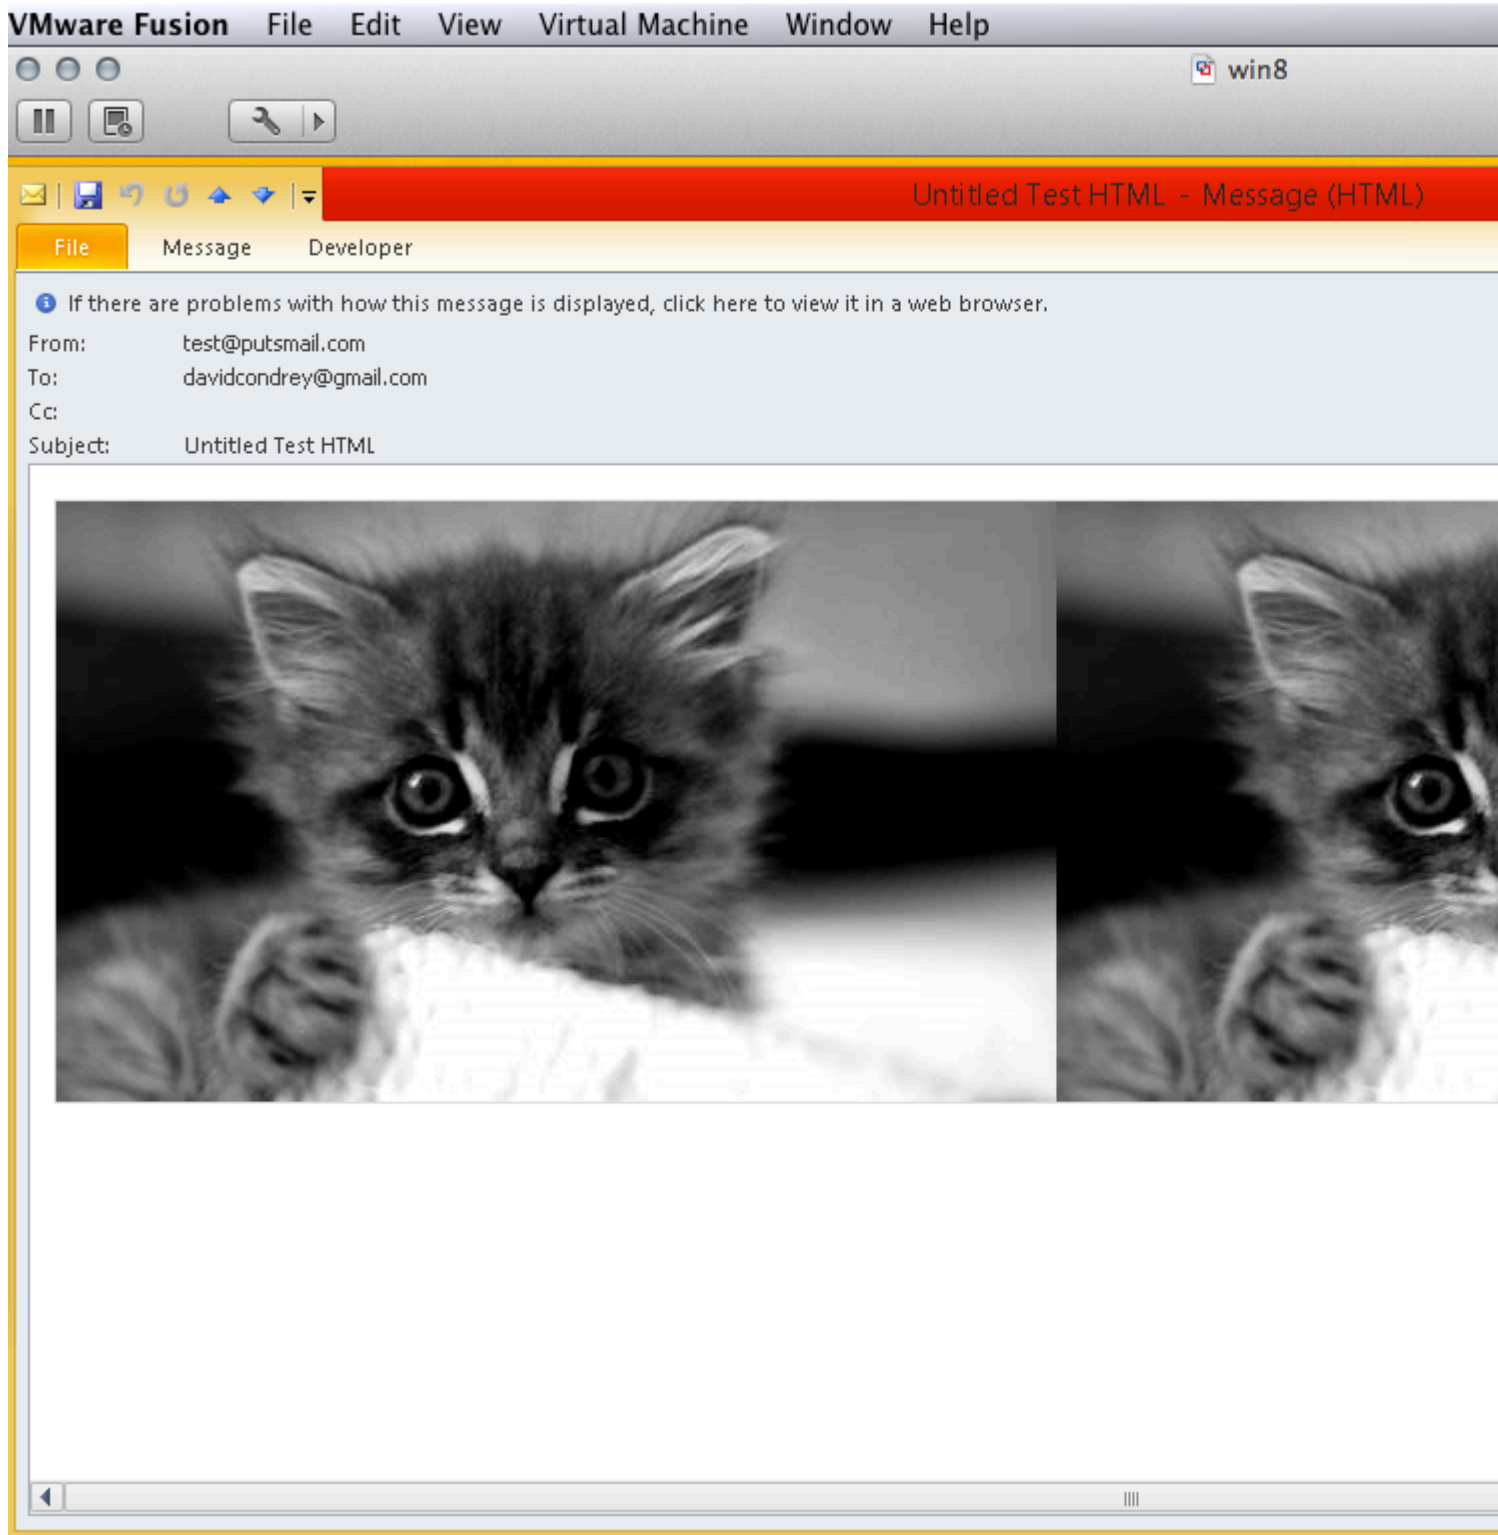 VMware Fusion File Edit View Virtual Machine Window Help
win8
Untitled Test HTML - Message (HTML)
File Message Developer
If there are problems with how this message is displayed, click here to view it in a web browser.
From: test@putsmail.com
To: davidcondrey@gmail.com
Cc:
Subject: Untitled Test HTML